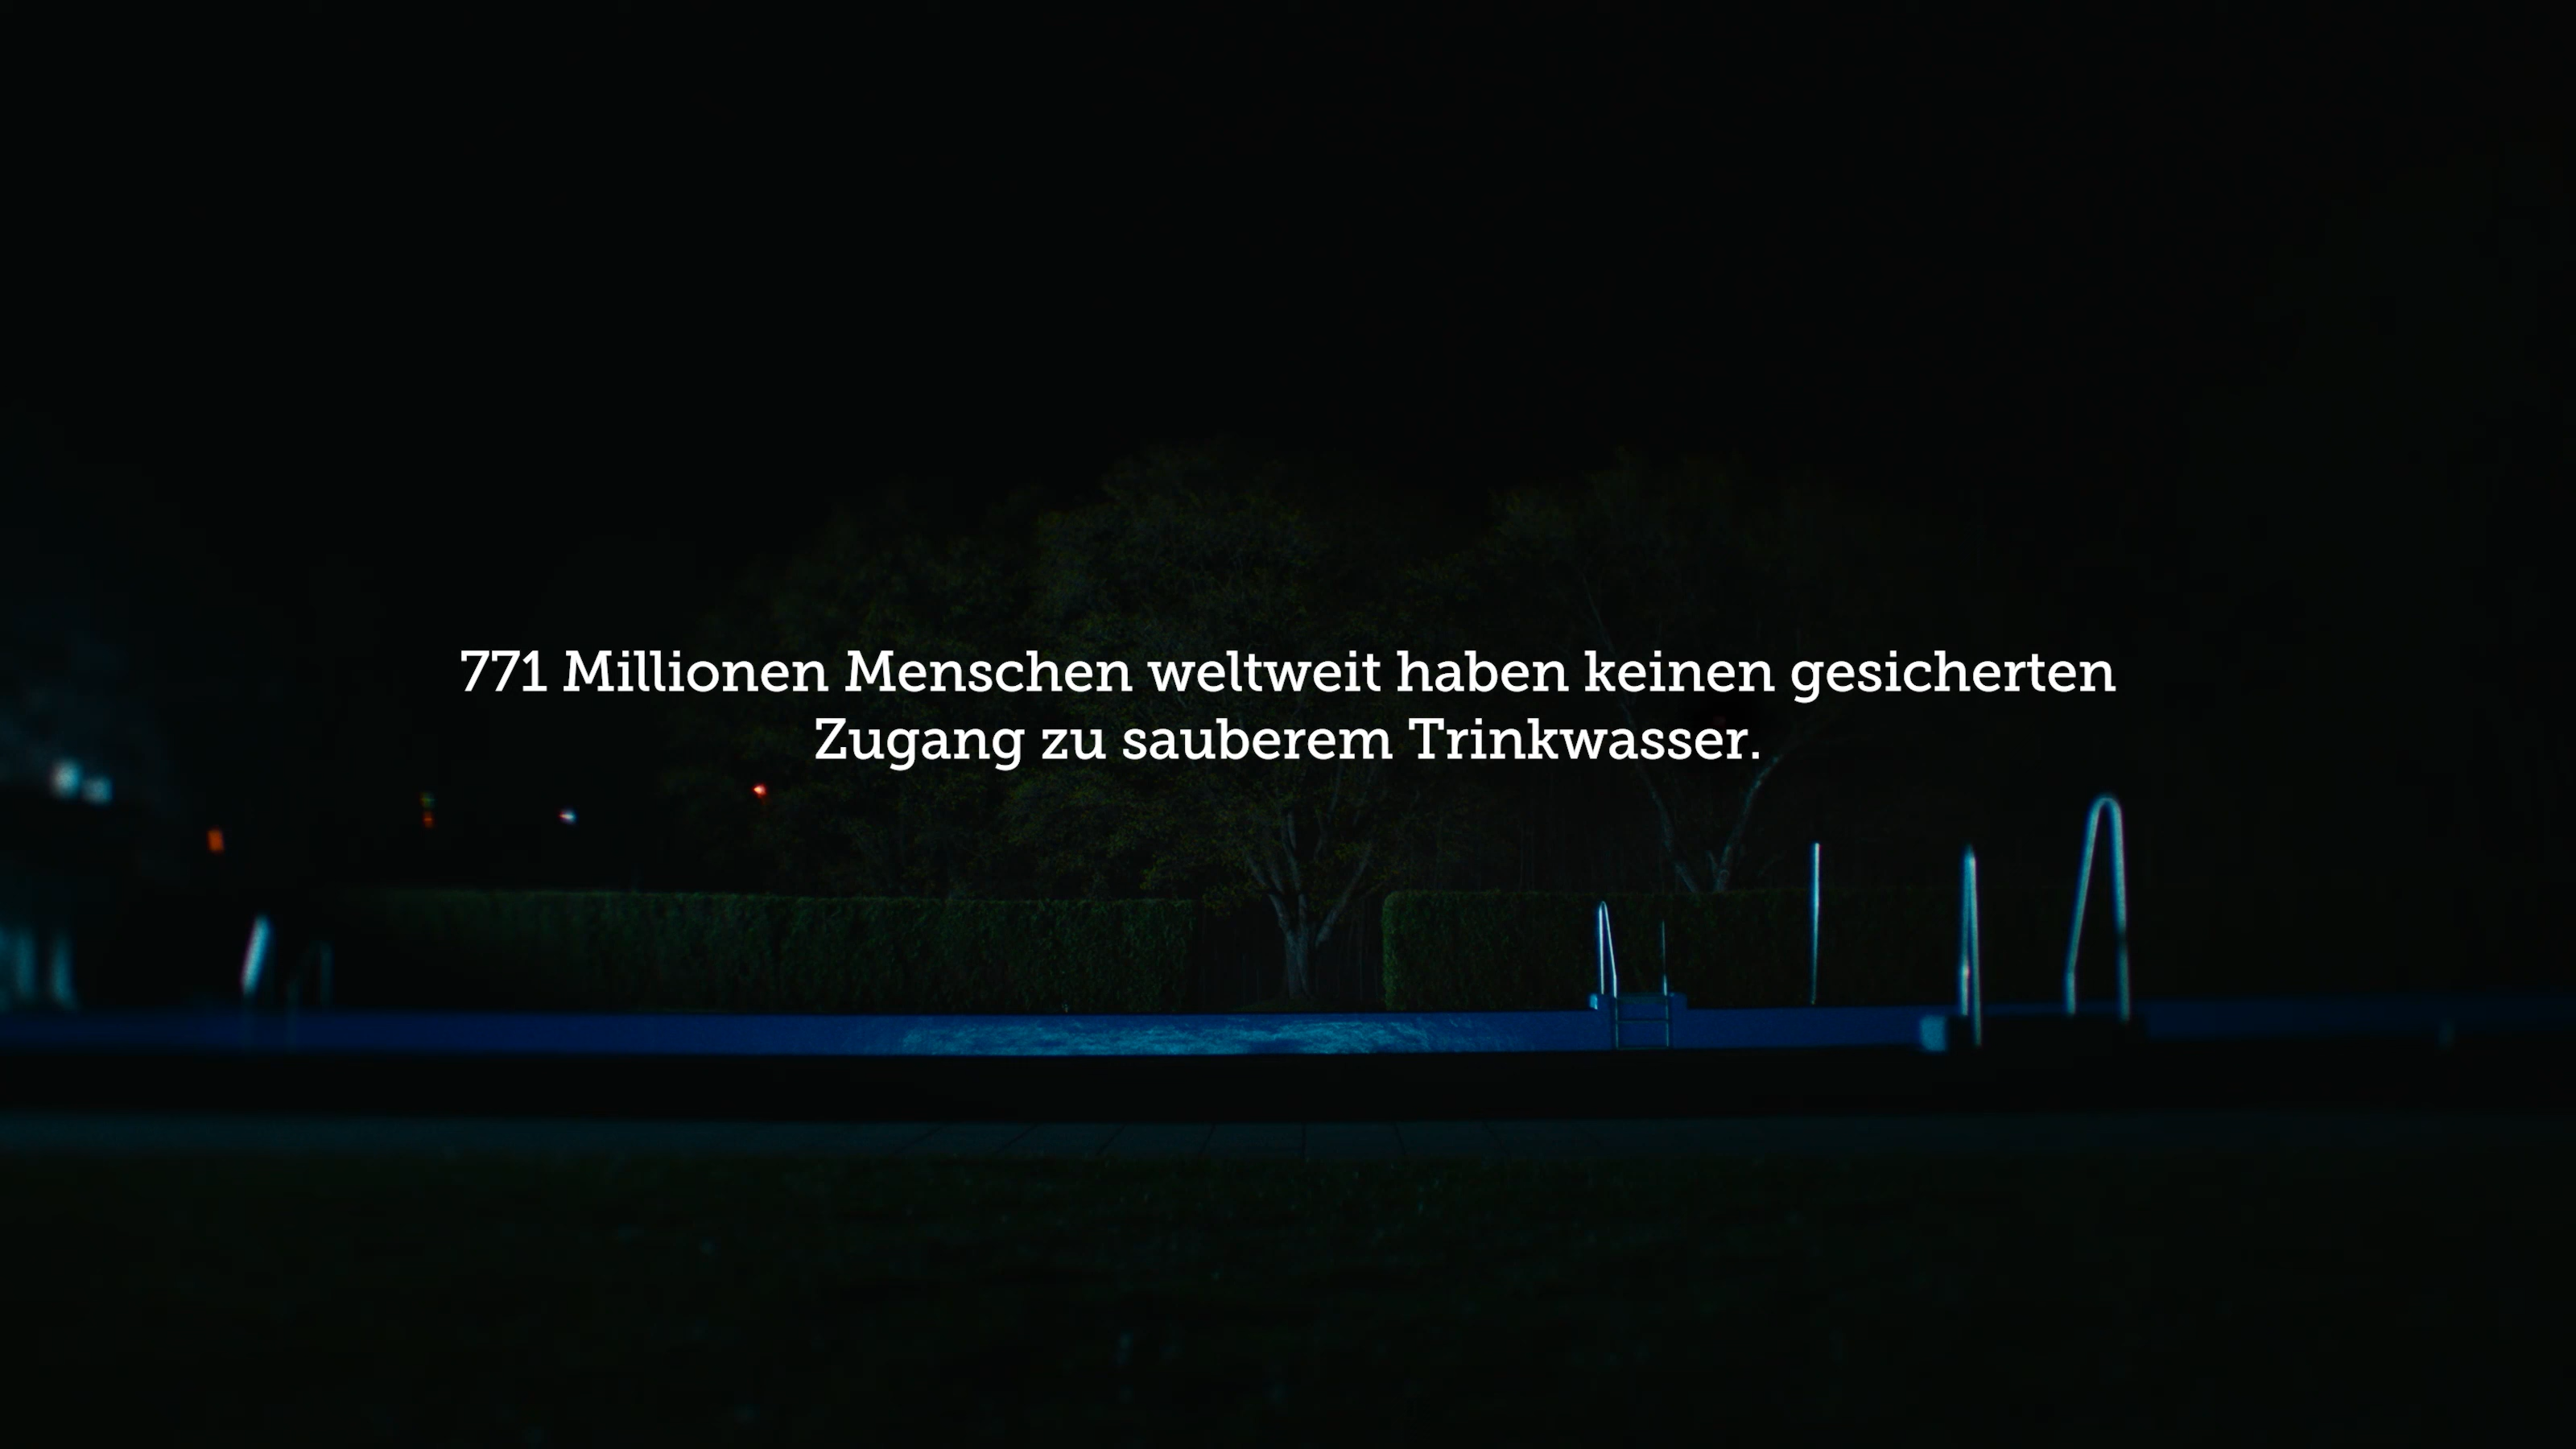 771 Millionen Menschen weltweit haben keinen gesicherten
Zugang zu sauberem Trinkwasser.